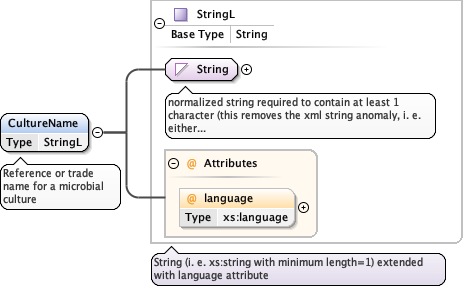 StringL
Base Type String
String
normalized string required to contain at least 1
character (this removes the xml string anomaly, i. e.
either...
CultureName
Type StringL
Reference or trade
name for a microbial
culture
@ Attributes
@ language
Type xs:language
String (i. e. xs:string with minimum length=1) extended
with language attribute